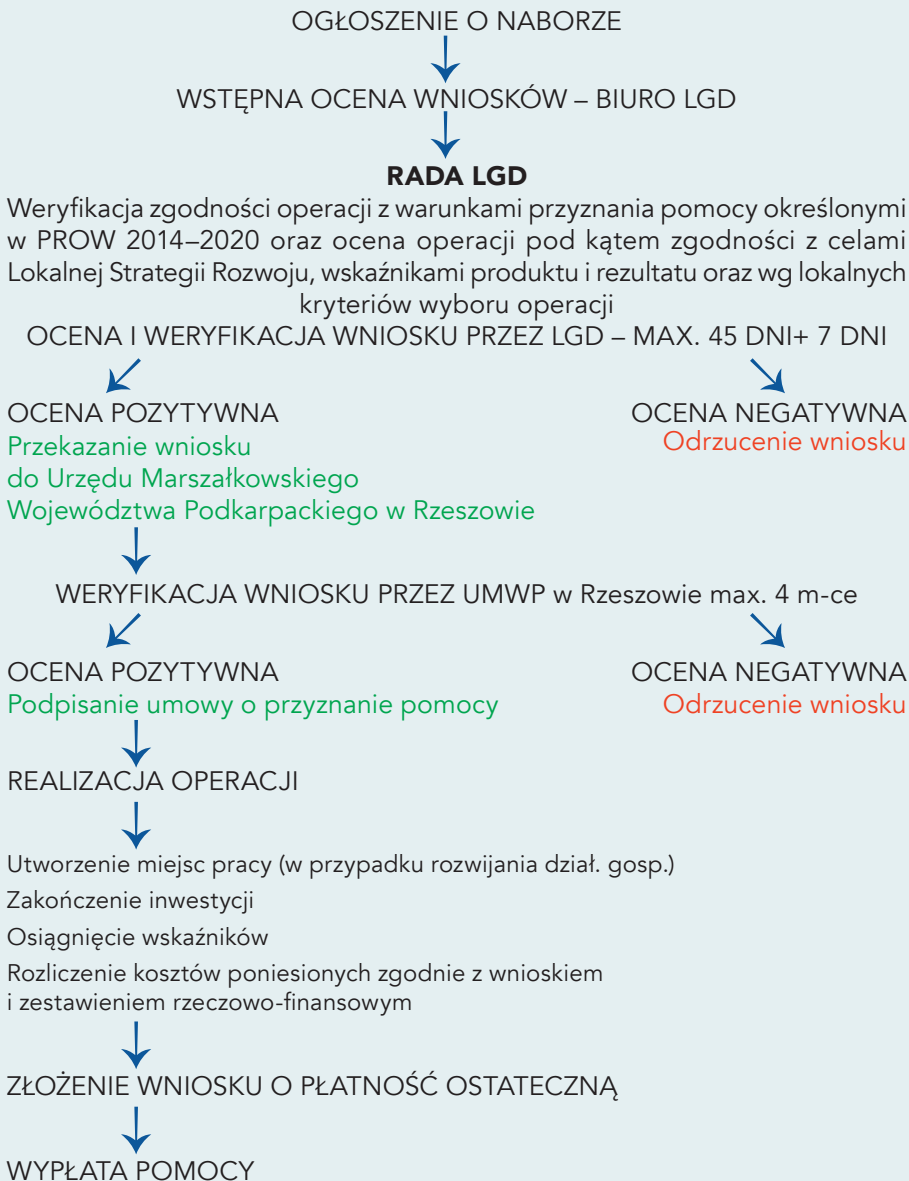 OGŁOSZENIE O NABORZE
WSTĘPNA OCENA WNIOSKÓW – BIURO LGD
RADA LGD
Weryfikacja zgodności operacji z warunkami przyznania pomocy określonymi
w PROW 2014–2020 oraz ocena operacji pod kątem zgodności z celami
Lokalnej Strategii Rozwoju, wskaźnikami produktu i rezultatu oraz wg lokalnych
kryteriów wyboru operacji
OCENA I WERYFIKACJA WNIOSKU PRZEZ LGD – MAX. 45 DNI+ 7 DNI
OCENA POZYTYWNA
Przekazanie wniosku
do Urzędu Marszałkowskiego
Województwa Podkarpackiego w Rzeszowie
OCENA NEGATYWNA
Odrzucenie wniosku
WERYFIKACJA WNIOSKU PRZEZ UMWP w Rzeszowie max. 4 m-ce
OCENA POZYTYWNA
Podpisanie umowy o przyznanie pomocy
OCENA NEGATYWNA
Odrzucenie wniosku
REALIZACJA OPERACJI
Utworzenie miejsc pracy (w przypadku rozwijania dział. gosp.)
Zakończenie inwestycji
Osiągnięcie wskaźników
Rozliczenie kosztów poniesionych zgodnie z wnioskiem
i zestawieniem rzeczowo-finansowym
ZŁOŻENIE WNIOSKU O PŁATNOŚĆ OSTATECZNĄ
WYPŁATA POMOCY